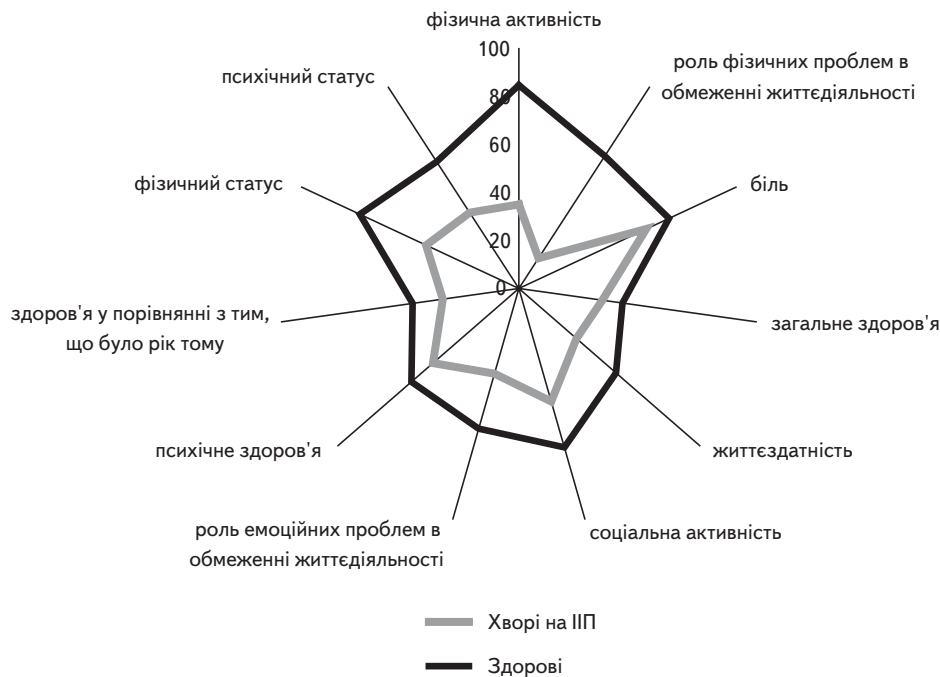 фізична активність
100
80
60
40
20
0
роль фізичних проблем в
обмеженні життєдіяльності
біль
загальне здоров'я
життєздатність
соціальна активність
роль емоційних проблем в
обмеженні життєдіяльності
психічне здоров'я
здоров'я у порівнянні з тим,
що було рік тому
фізичний статус
психічний статус
Хворі на ІІП
Здорові